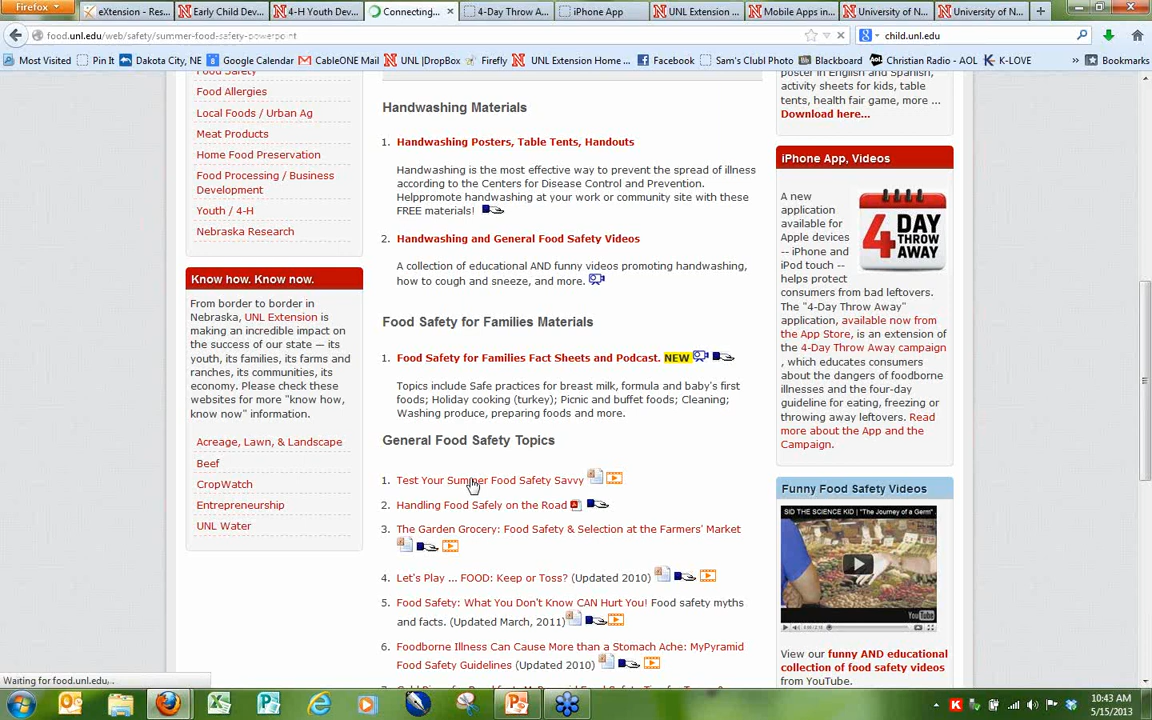 Firefox
eXtension - Res...
Early Child Dev...
4-H Youth Dev...
Connecting...
4-Day Throw A...
iPhone App
UNL Extension ...
Mobile Apps in...
University of N...
University of N...
food.unl.edu/web/safety/summer-food-safety-powerpoint
child.unl.edu
Most Visited
Pin It
Dakota City, NE
Google Calendar
CableONE Mail
UNL |DropBox
Firefly
UNL Extension Home ...
Facebook
Sam's Club! Photo
Blackboard
Christian Radio - AOL
K-LOVE
Bookmarks
Food Safety
Food Allergies
Local Foods / Urban Ag
Meat Products
Home Food Preservation
Food Processing / Business
Development
Youth / 4-H
Nebraska Research
Know how. Know now.
From border to border in
Nebraska, UNL Extension is
making an incredible impact on
the success of our state — its
youth, its families, its farms and
ranches, its communities, its
economy. Please check these
websites for more "know how,
know now" information.
Acreage, Lawn, & Landscape
Beef
CropWatch
Entrepreneurship
UNL Water
Handwashing Materials
1. Handwashing Posters, Table Tents, Handouts
Handwashing is the most effective way to prevent the spread of illness
according to the Centers for Disease Control and Prevention.
Helppromote handwashing at your work or community site with these
FREE materials!
2. Handwashing and General Food Safety Videos
A collection of educational AND funny videos promoting handwashing,
how to cough and sneeze, and more.
Food Safety for Families Materials
1. Food Safety for Families Fact Sheets and Podcast. NEW
Topics include Safe practices for breast milk, formula and baby's first
foods; Holiday cooking (turkey); Picnic and buffet foods; Cleaning;
Washing produce, preparing foods and more.
General Food Safety Topics
1. Test Your Summer Food Safety Savvy
2. Handling Food Safely on the Road
3. The Garden Grocery: Food Safety & Selection at the Farmers' Market
4. Let's Play ... FOOD: Keep or Toss? (Updated 2010)
5. Food Safety: What You Don't Know CAN Hurt You! Food safety myths
and facts. (Updated March, 2011)
6. Foodborne Illness Can Cause More than a Stomach Ache: MyPyramid
Food Safety Guidelines (Updated 2010)
poster in English and Spanish,
activity sheets for kids, table
tents, health fair game, more ...
Download here...
iPhone App, Videos
A new
application
available for
Apple devices
-- iPhone and
iPod touch --
helps protect
consumers from bad leftovers.
The "4-Day Throw Away"
application, available now from
the App Store, is an extension of
the 4-Day Throw Away campaign
, which educates consumers
about the dangers of foodborne
illnesses and the four-day
guideline for eating, freezing or
throwing away leftovers. Read
more about the App and the
Campaign.
4 DAY
THROW
AWAY
Funny Food Safety Videos
SID THE SCIENCE KID | "The Journey of a Germ" .
YouTube
View our funny AND educational
collection of food safety videos
from YouTube.
Waiting for food.unl.edu...
10:43 AM
5/15/2013